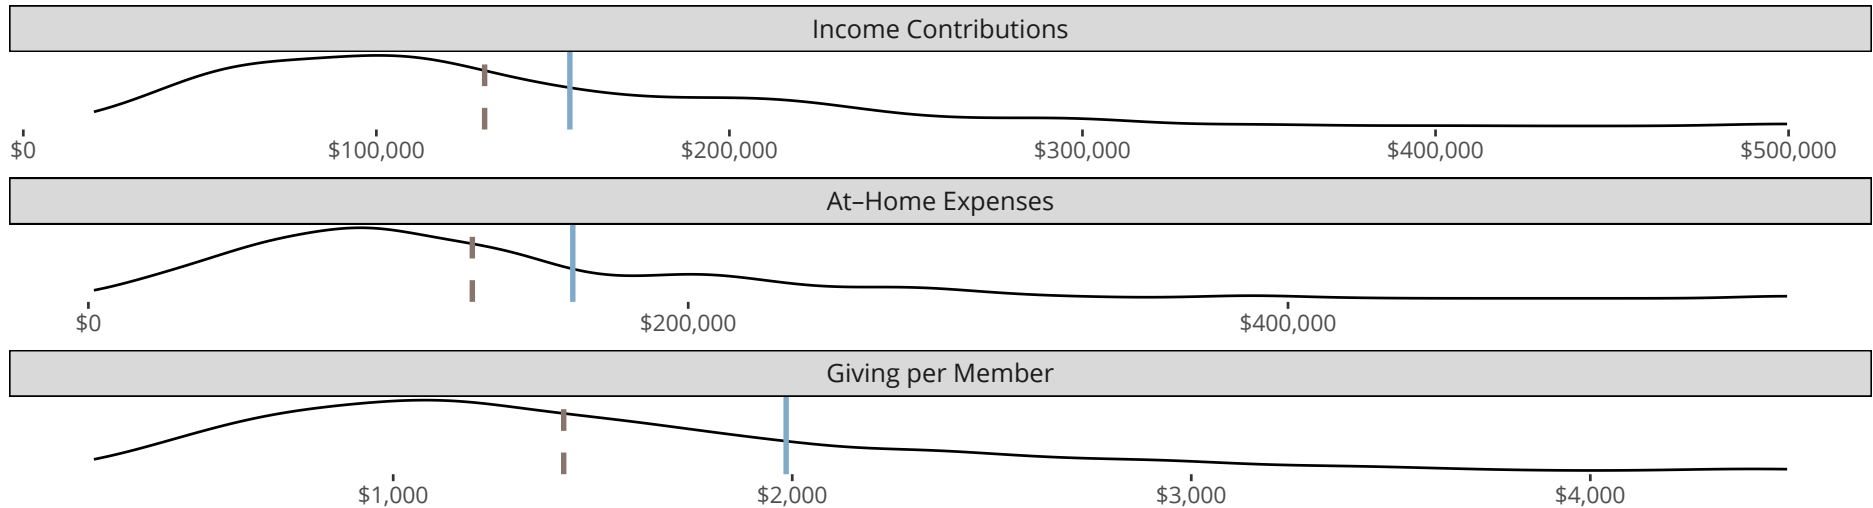 Income Contributions
$0 $100,000 $200,000 $300,000 $400,000 $500,000
At–Home Expenses
$0 $200,000 $400,000
Giving per Member
$1,000 $2,000 $3,000 $4,000